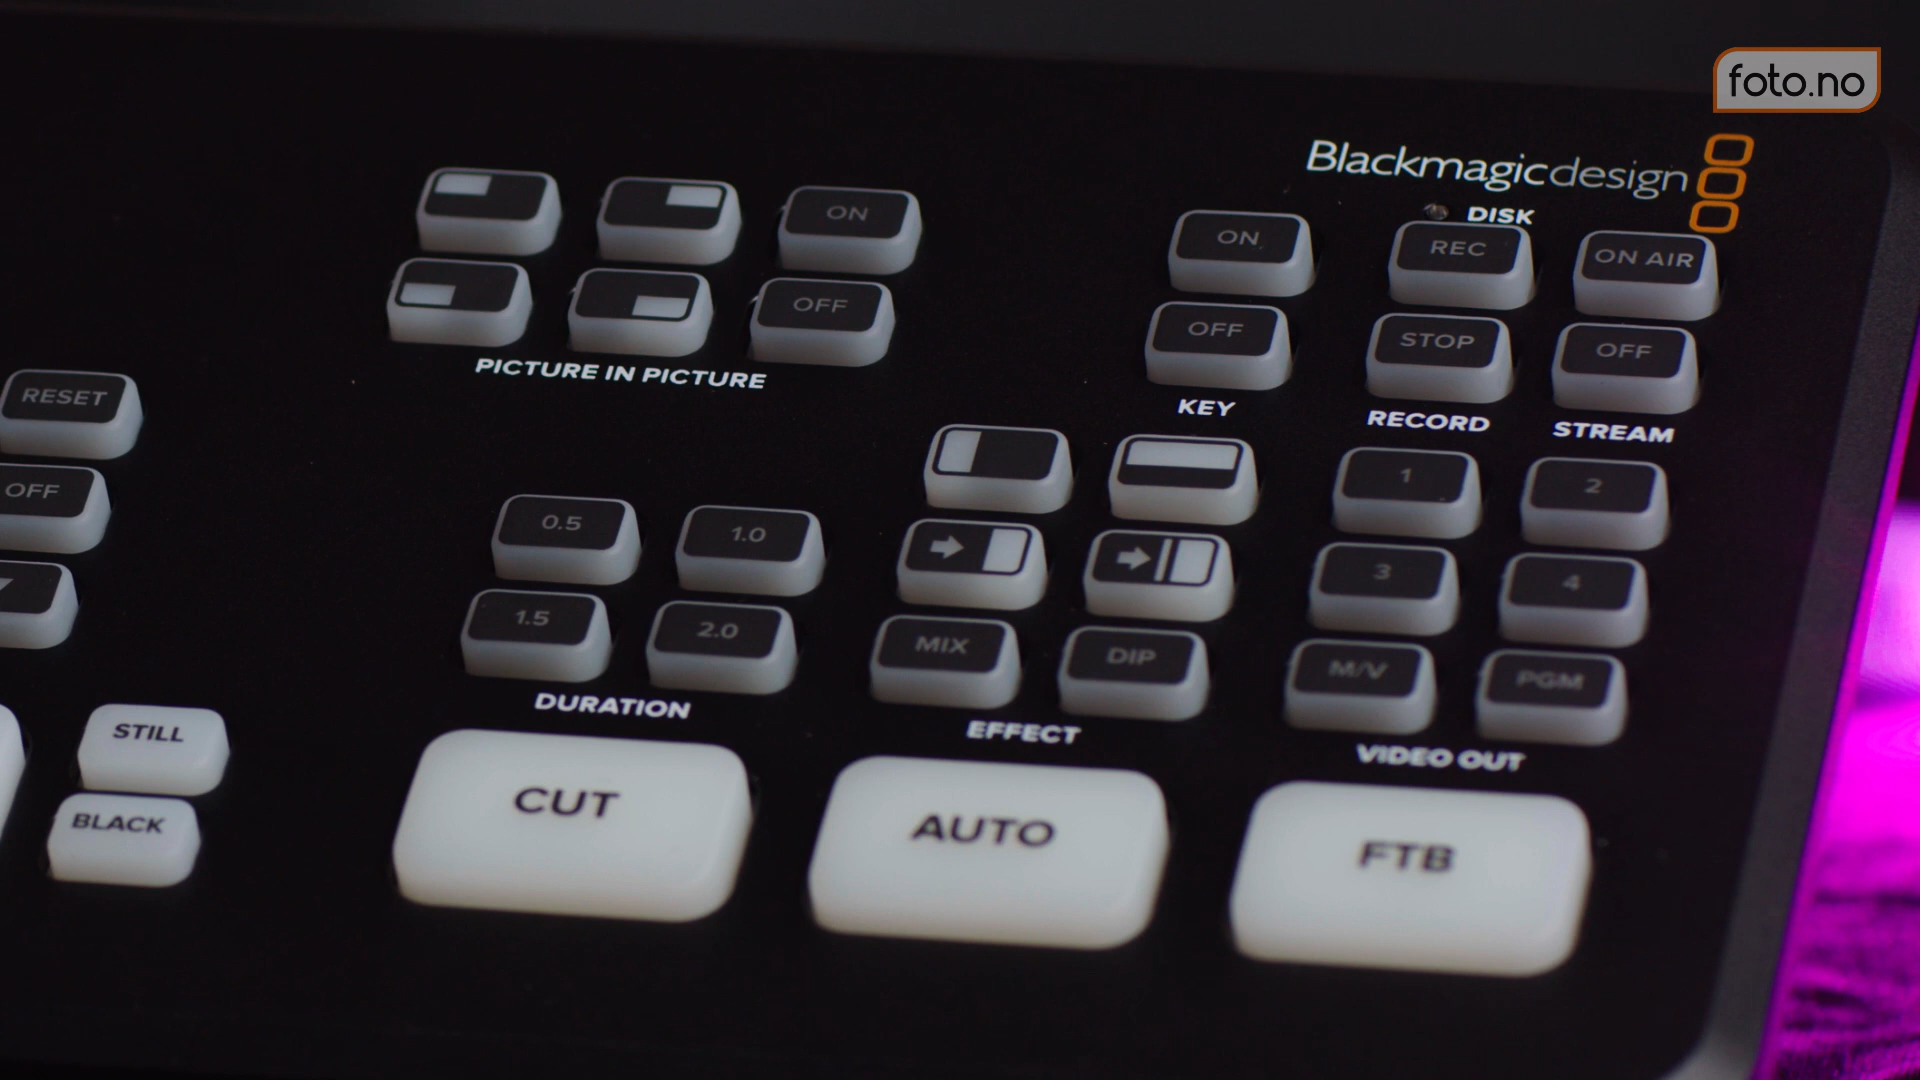 foto.no
Blackmagicdesign
DISK
ON
ON
REC
ON AIR
OFF
OFF
STOP
OFF
PICTURE IN PICTURE
KEY
RECORD
STREAM
RESET
OFF
0.5
1.0
1.5
2.0
DURATION
MIX
DIP
EFFECT
1
2
3
4
M/V
PGM
VIDEO OUT
STILL
BLACK
CUT
AUTO
FTB